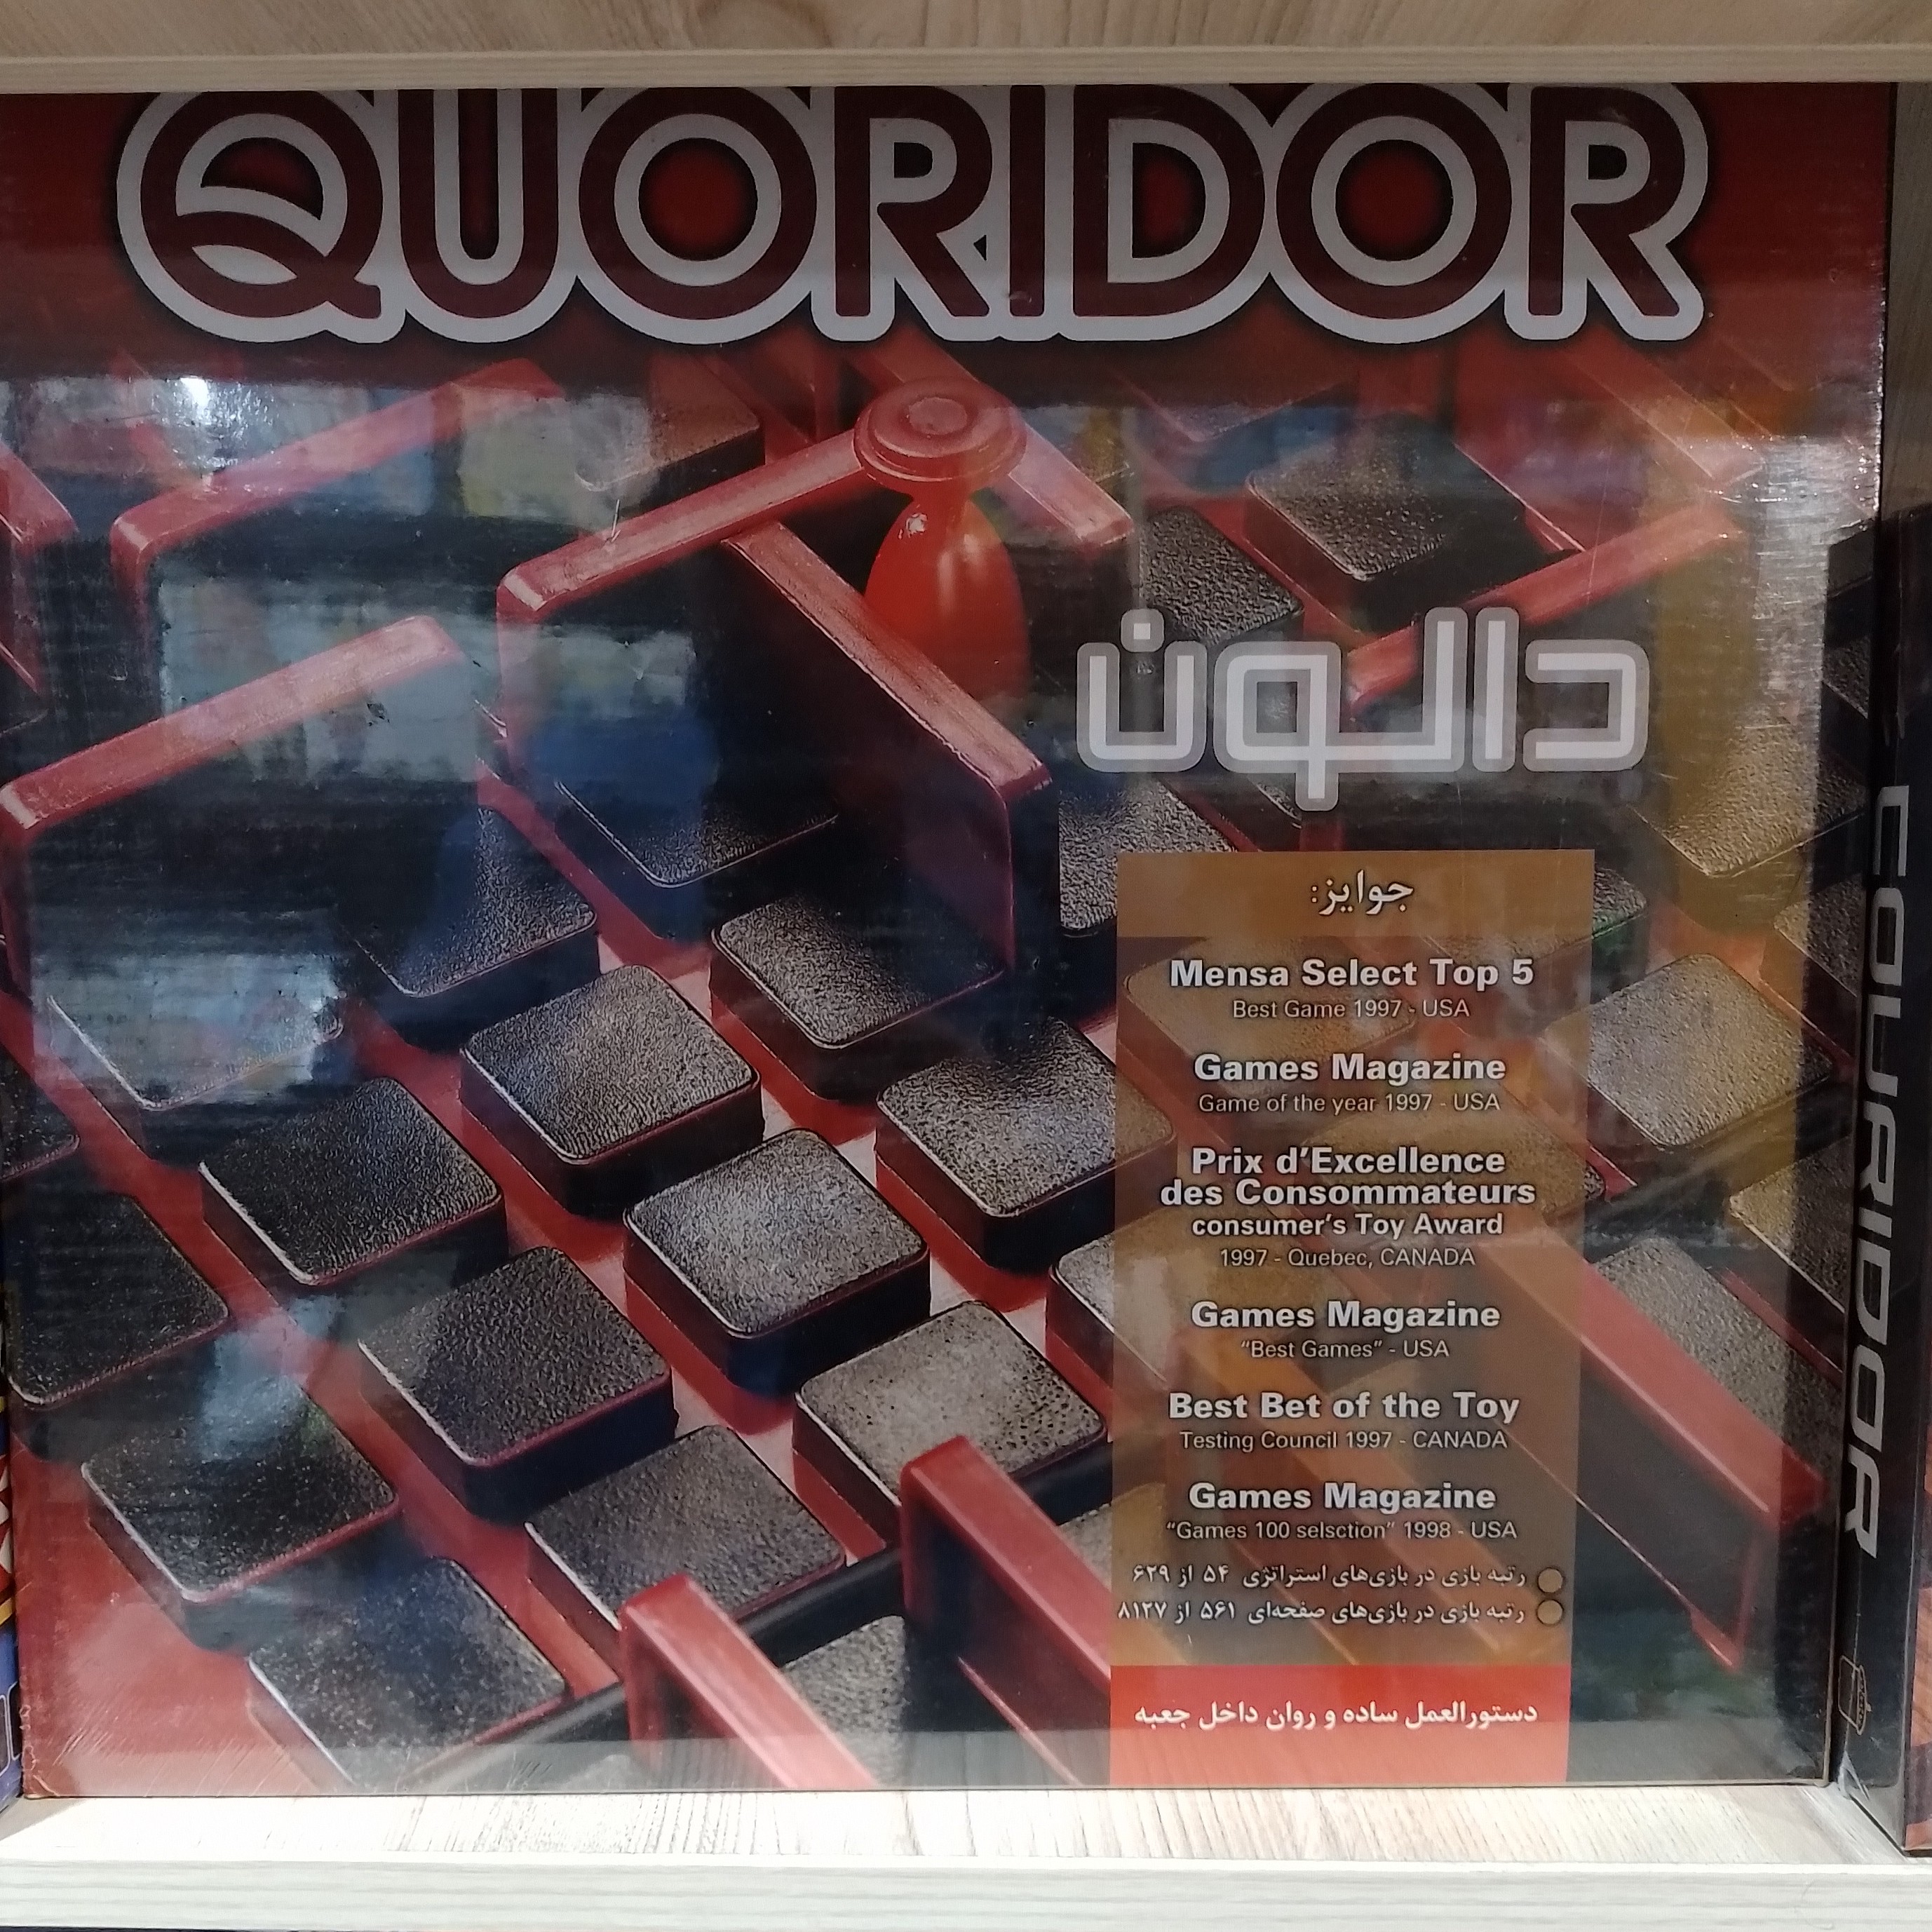 QUORIDOR
دالون
جوایز:
Mensa Select Top 5
Best Game 1997 - USA
Games Magazine
Game of the year 1997 - USA
Prix d'Excellence
des Consommateurs
consumer's Toy Award
1997 - Quebec, CANADA
Games Magazine
"Best Games" - USA
Best Bet of the Toy
Testing Council 1997 - CANADA
Games Magazine
"Games 100 selsction" 1998 - USA
رتبه بازی در بازی‌های استراتژی ۵۴ از ۶۲۹
رتبه بازی در بازی‌های صفحه‌ای ۵۶۱ از ۸۱۲۷
دستورالعمل ساده و روان داخل جعبه
QOURIDOR